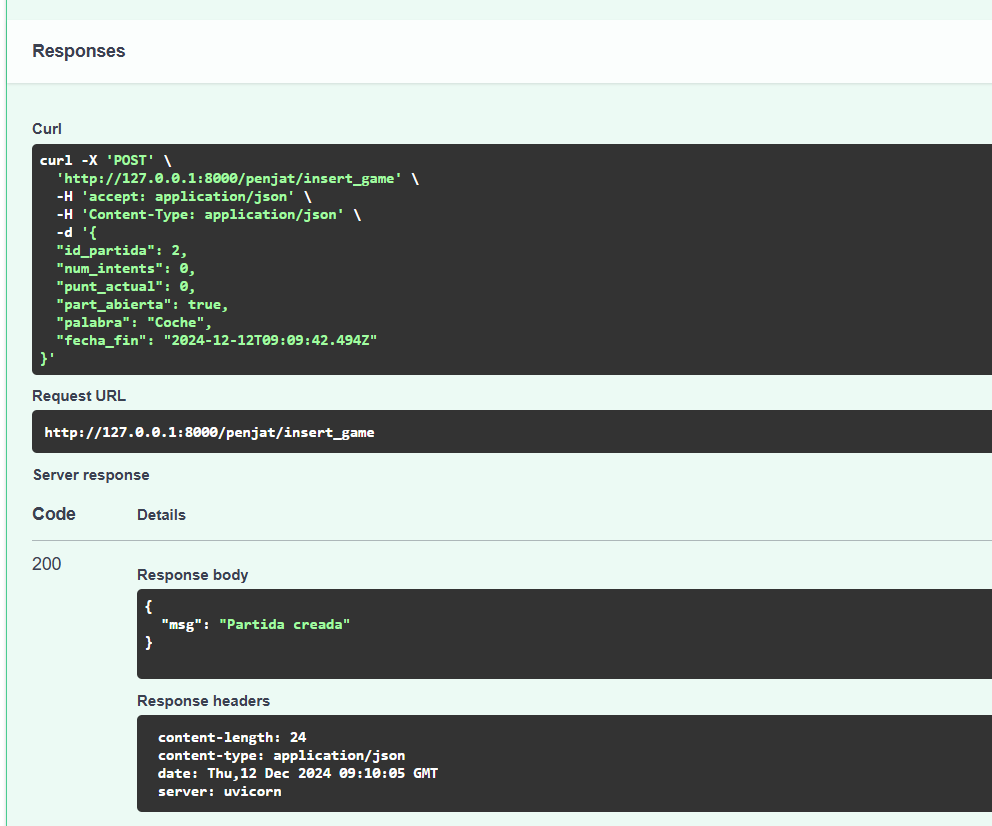 Responses
Curl
curl -X 'POST' \
  'http://127.0.0.1:8000/penjat/insert_game' \
  -H 'accept: application/json' \
  -H 'Content-Type: application/json' \
  -d '{
  "id_partida": 2,
  "num_intents": 0,
  "punt_actual": 0,
  "part_abierta": true,
  "palabra": "Coche",
  "fecha_fin": "2024-12-12T09:09:42.494Z"
}'
Request URL
http://127.0.0.1:8000/penjat/insert_game
Server response
Code Details
200
Response body
{
  "msg": "Partida creada"
}
Response headers
content-length: 24
content-type: application/json
date: Thu,12 Dec 2024 09:10:05 GMT
server: uvicorn